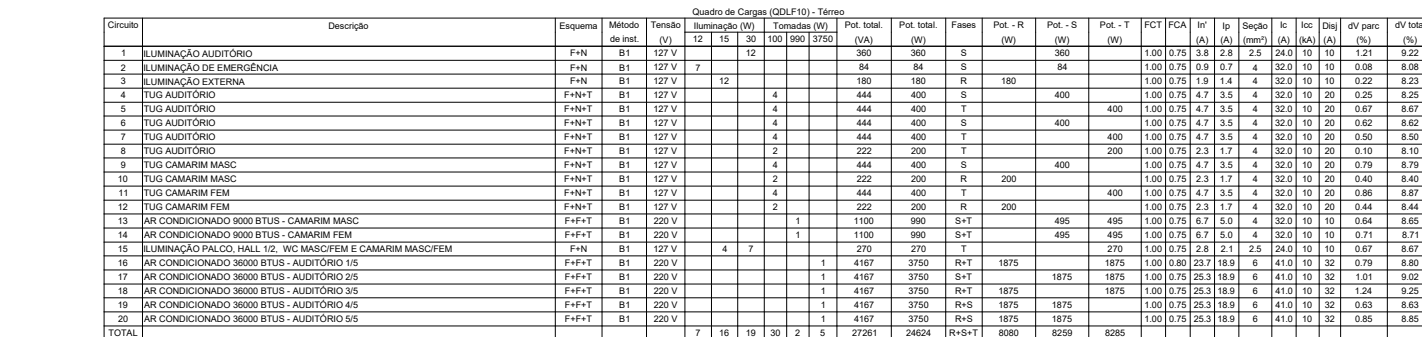 Quadro de Cargas (QDLF10) - Térreo
Circuito Descrição Esquema Método Tensão Iluminação (W) Tomadas (W) Pot. total. Pot. total. Fases Pot. - R Pot. - S Pot. - T FCT FCA In' Ip Seção Ic Icc Disj dV parc dV tota
de inst. (V) 12 15 30 100 990 3750 (VA) (W) (W) (W) (W) (A) (A) (mm²) (A) (kA) (A) (%) (%)
1 ILUMINAÇÃO AUDITÓRIO F+N B1 127 V 12 360 360 S 360 1.00 0.75 3.8 2.8 2.5 24.0 10 10 1.21 9.22
2 ILUMINAÇÃO DE EMERGÊNCIA F+N B1 127 V 7 84 84 S 84 1.00 0.75 0.9 0.7 4 32.0 10 10 0.08 8.08
3 ILUMINAÇÃO EXTERNA F+N B1 127 V 12 180 180 R 180 1.00 0.75 1.9 1.4 4 32.0 10 10 0.22 8.23
4 TUG AUDITÓRIO F+N+T B1 127 V 4 444 400 S 400 1.00 0.75 4.7 3.5 4 32.0 10 20 0.25 8.25
5 TUG AUDITÓRIO F+N+T B1 127 V 4 444 400 T 400 1.00 0.75 4.7 3.5 4 32.0 10 20 0.67 8.67
6 TUG AUDITÓRIO F+N+T B1 127 V 4 444 400 S 400 1.00 0.75 4.7 3.5 4 32.0 10 20 0.62 8.62
7 TUG AUDITÓRIO F+N+T B1 127 V 4 444 400 T 400 1.00 0.75 4.7 3.5 4 32.0 10 20 0.50 8.50
8 TUG AUDITÓRIO F+N+T B1 127 V 2 222 200 T 200 1.00 0.75 2.3 1.7 4 32.0 10 20 0.10 8.10
9 TUG CAMARIM MASC F+N+T B1 127 V 4 444 400 S 400 1.00 0.75 4.7 3.5 4 32.0 10 20 0.79 8.79
10 TUG CAMARIM MASC F+N+T B1 127 V 2 222 200 R 200 1.00 0.75 2.3 1.7 4 32.0 10 20 0.40 8.40
11 TUG CAMARIM FEM F+N+T B1 127 V 4 444 400 T 400 1.00 0.75 4.7 3.5 4 32.0 10 20 0.86 8.87
12 TUG CAMARIM FEM F+N+T B1 127 V 2 222 200 R 200 1.00 0.75 2.3 1.7 4 32.0 10 20 0.44 8.44
13 AR CONDICIONADO 9000 BTUS - CAMARIM MASC F+F+T B1 220 V 1 1100 990 S+T 495 495 1.00 0.75 6.7 5.0 4 32.0 10 10 0.64 8.65
14 AR CONDICIONADO 9000 BTUS - CAMARIM FEM F+F+T B1 220 V 1 1100 990 S+T 495 495 1.00 0.75 6.7 5.0 4 32.0 10 10 0.71 8.71
15 ILUMINAÇÃO PALCO, HALL 1/2, WC MASC/FEM E CAMARIM MASC/FEM F+N B1 127 V 4 7 270 270 T 270 1.00 0.75 2.8 2.1 2.5 24.0 10 10 0.67 8.67
16 AR CONDICIONADO 36000 BTUS - AUDITÓRIO 1/5 F+F+T B1 220 V 1 4167 3750 R+T 1875 1875 1.00 0.80 23.7 18.9 6 41.0 10 32 0.79 8.80
17 AR CONDICIONADO 36000 BTUS - AUDITÓRIO 2/5 F+F+T B1 220 V 1 4167 3750 S+T 1875 1875 1.00 0.75 25.3 18.9 6 41.0 10 32 1.01 9.02
18 AR CONDICIONADO 36000 BTUS - AUDITÓRIO 3/5 F+F+T B1 220 V 1 4167 3750 R+T 1875 1875 1.00 0.75 25.3 18.9 6 41.0 10 32 1.24 9.25
19 AR CONDICIONADO 36000 BTUS - AUDITÓRIO 4/5 F+F+T B1 220 V 1 4167 3750 R+S 1875 1875 1.00 0.75 25.3 18.9 6 41.0 10 32 0.63 8.63
20 AR CONDICIONADO 36000 BTUS - AUDITÓRIO 5/5 F+F+T B1 220 V 1 4167 3750 R+S 1875 1875 1.00 0.75 25.3 18.9 6 41.0 10 32 0.85 8.85
TOTAL 7 16 19 30 2 5 27261 24624 R+S+T 8080 8259 8285